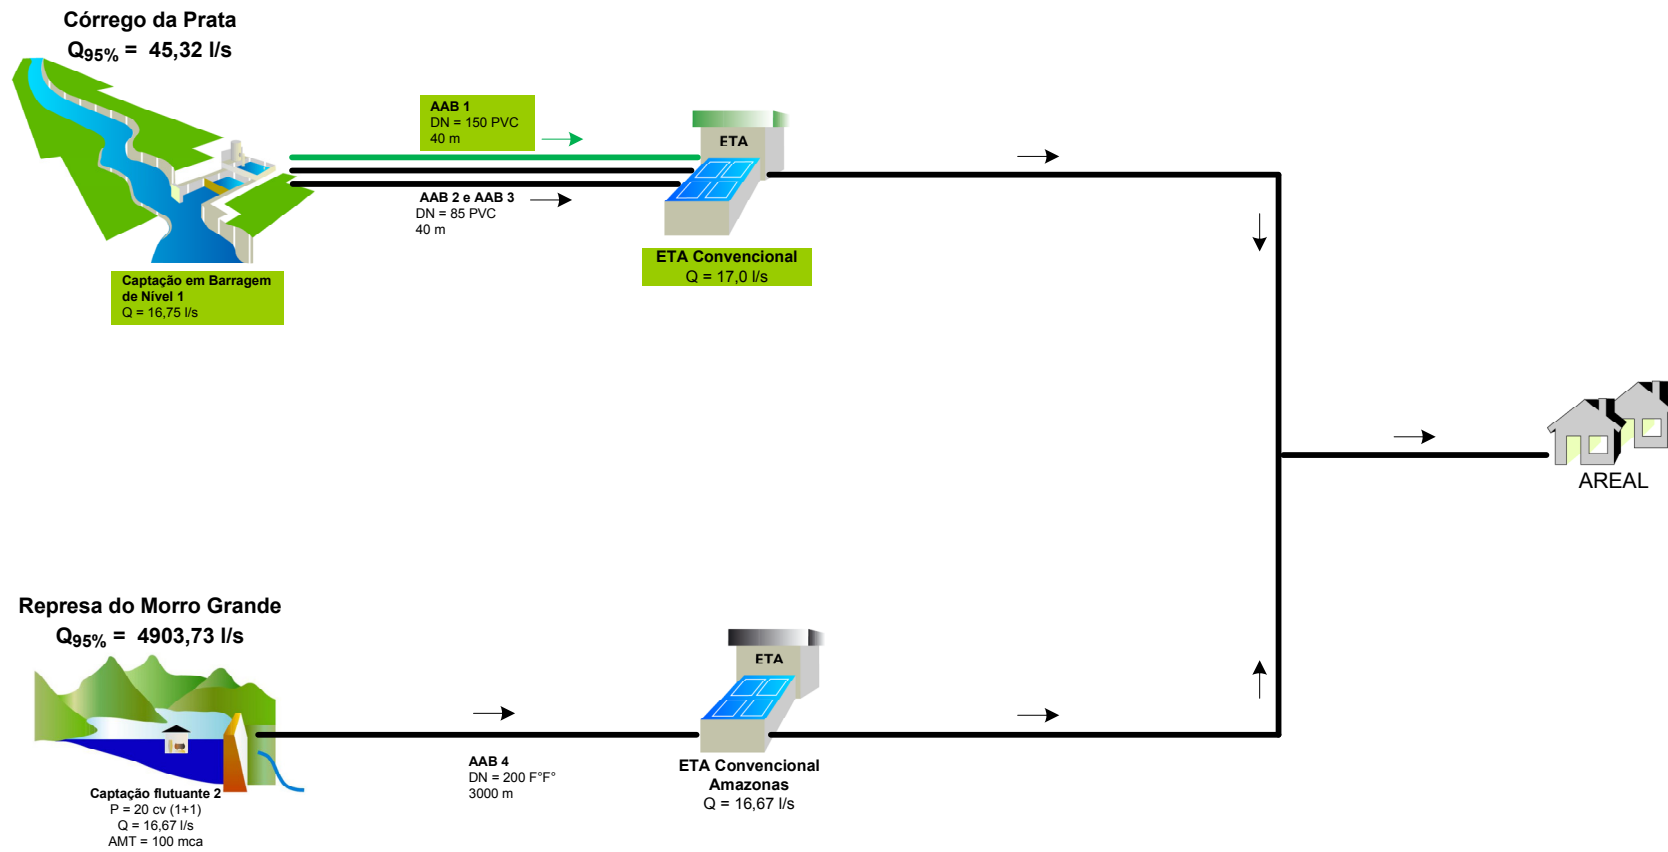 Córrego da Prata
Q95% = 45,32 l/s
AAB 1
DN = 150 PVC
40 m
ETA
AAB 2 e AAB 3
DN = 85 PVC
40 m
ETA Convencional
Q = 17,0 l/s
Captação em Barragem
de Nível 1
Q = 16,75 l/s
AREAL
Represa do Morro Grande
Q95% = 4903,73 l/s
ETA
AAB 4
DN = 200 F°F°
3000 m
ETA Convencional
Amazonas
Q = 16,67 l/s
Captação flutuante 2
P = 20 cv (1+1)
Q = 16,67 l/s
AMT = 100 mca